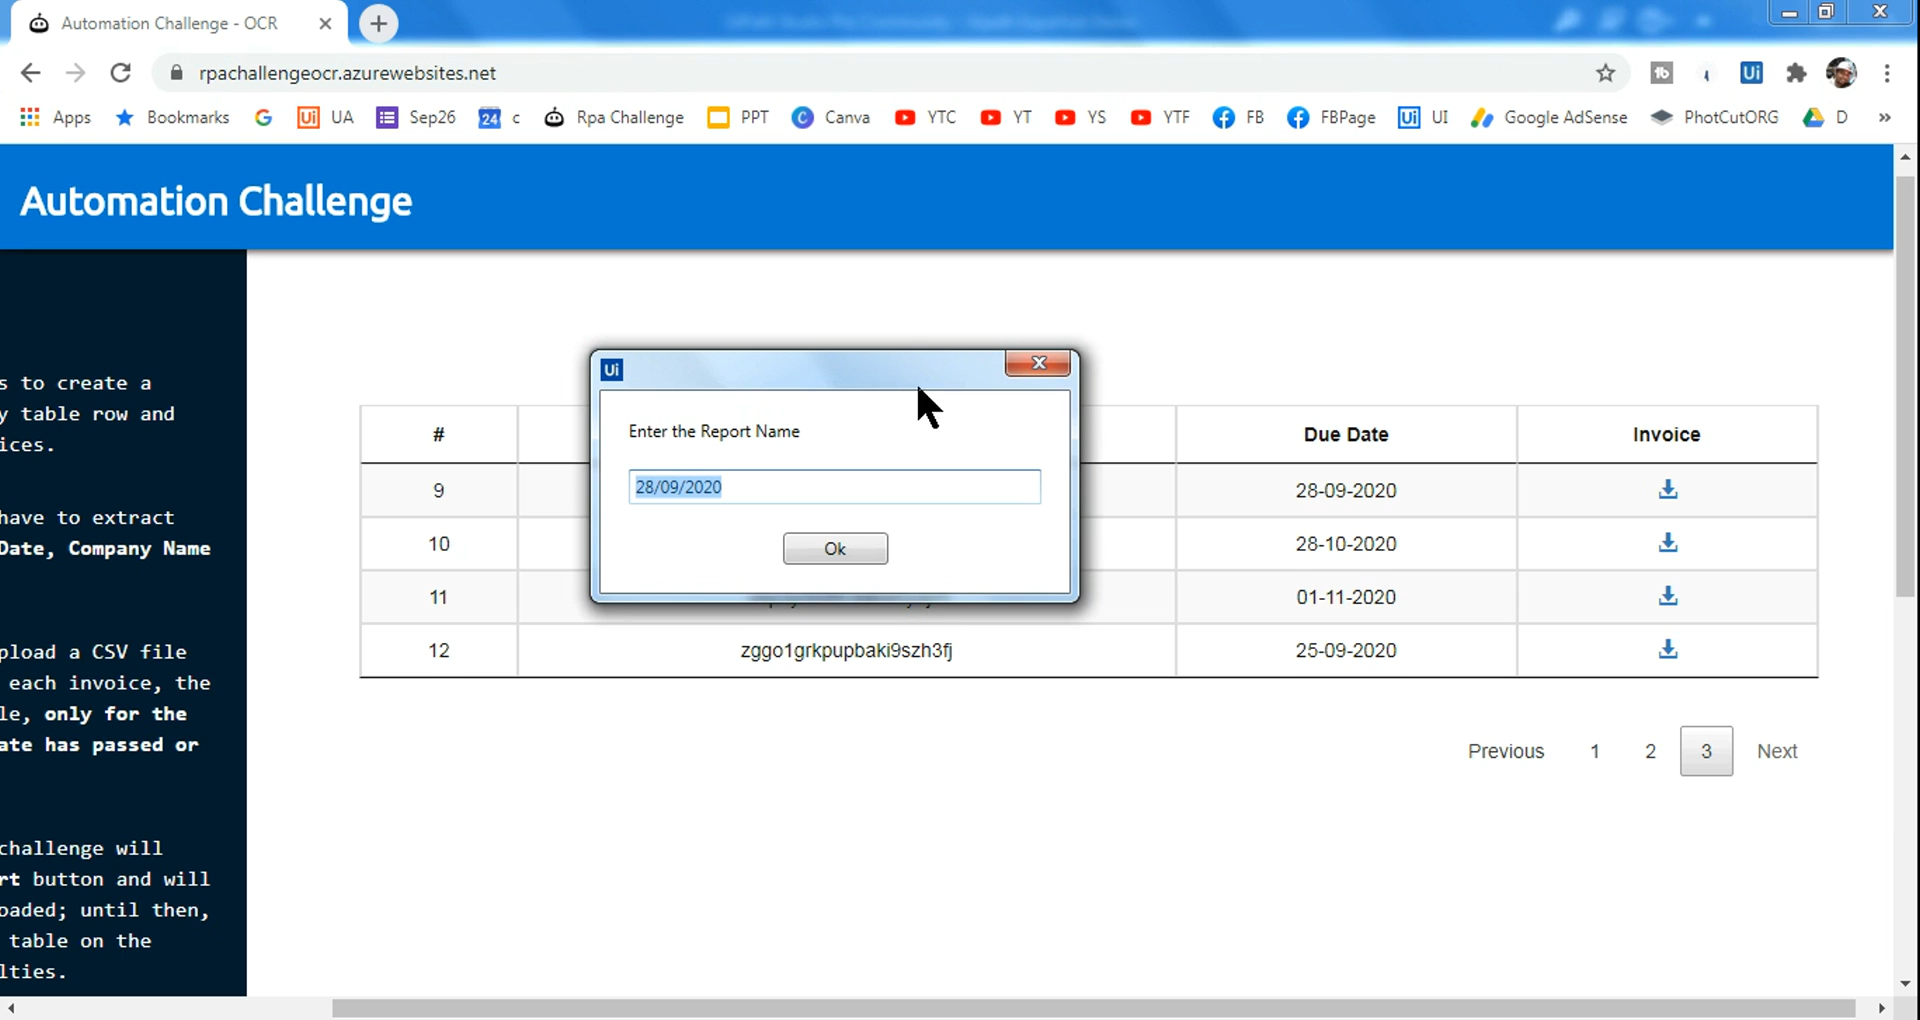 Automation Challenge - OCR
rpachallengeocr.azurewebsites.net
Ui
Apps Bookmarks Ui UA Sep26 24 c Rpa Challenge PPT Canva YTC YT YS YTF FB FBPage Ui UI Google AdSense PhotCutORG D »
Automation Challenge
s to create a
y table row and
ices.
have to extract
Date, Company Name
pload a CSV file
each invoice, the
le, only for the
ate has passed or
challenge will
rt button and will
oaded; until then,
table on the
lties.
Ui
Enter the Report Name
28/09/2020
Ok
# Due Date Invoice
9 28-09-2020
10 28-10-2020
11 01-11-2020
12 zggo1grkpupbaki9szh3fj 25-09-2020
Previous 1 2 3 Next